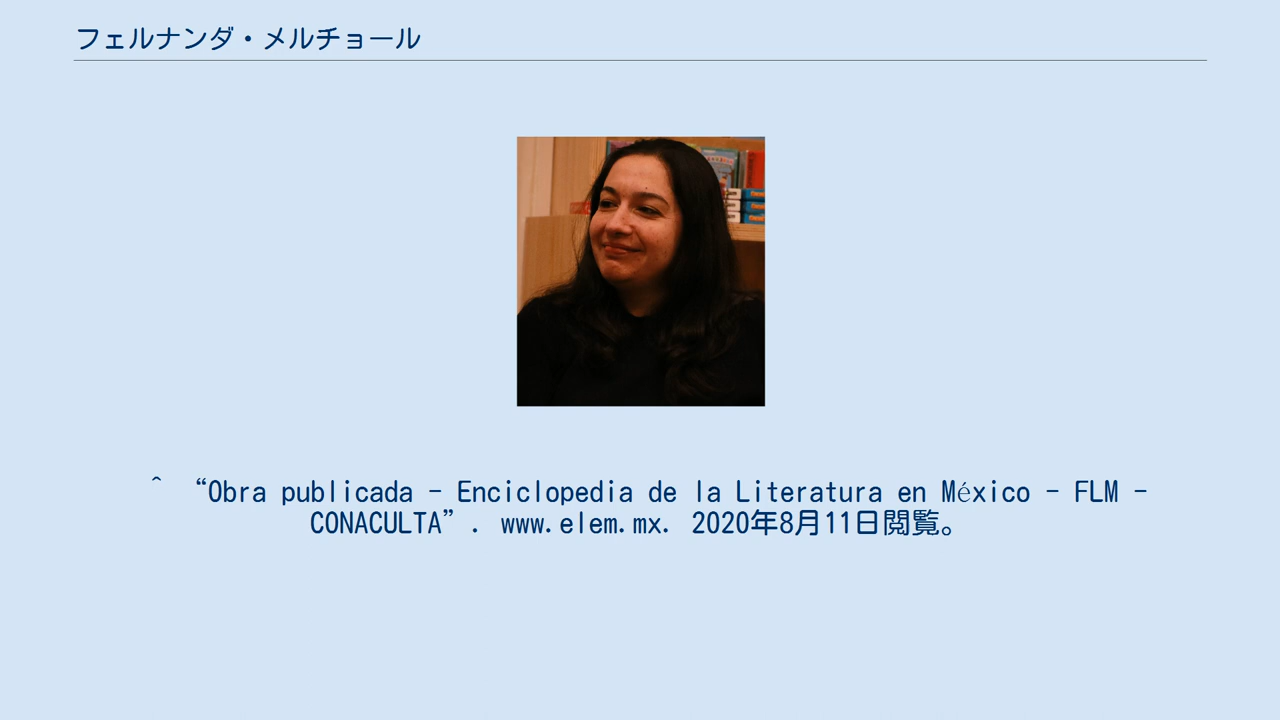 フェルナンダ・メルチョール
^ “Obra publicada - Enciclopedia de la Literatura en México - FLM -
CONACULTA”. www.elem.mx. 2020年8月11日閲覧。